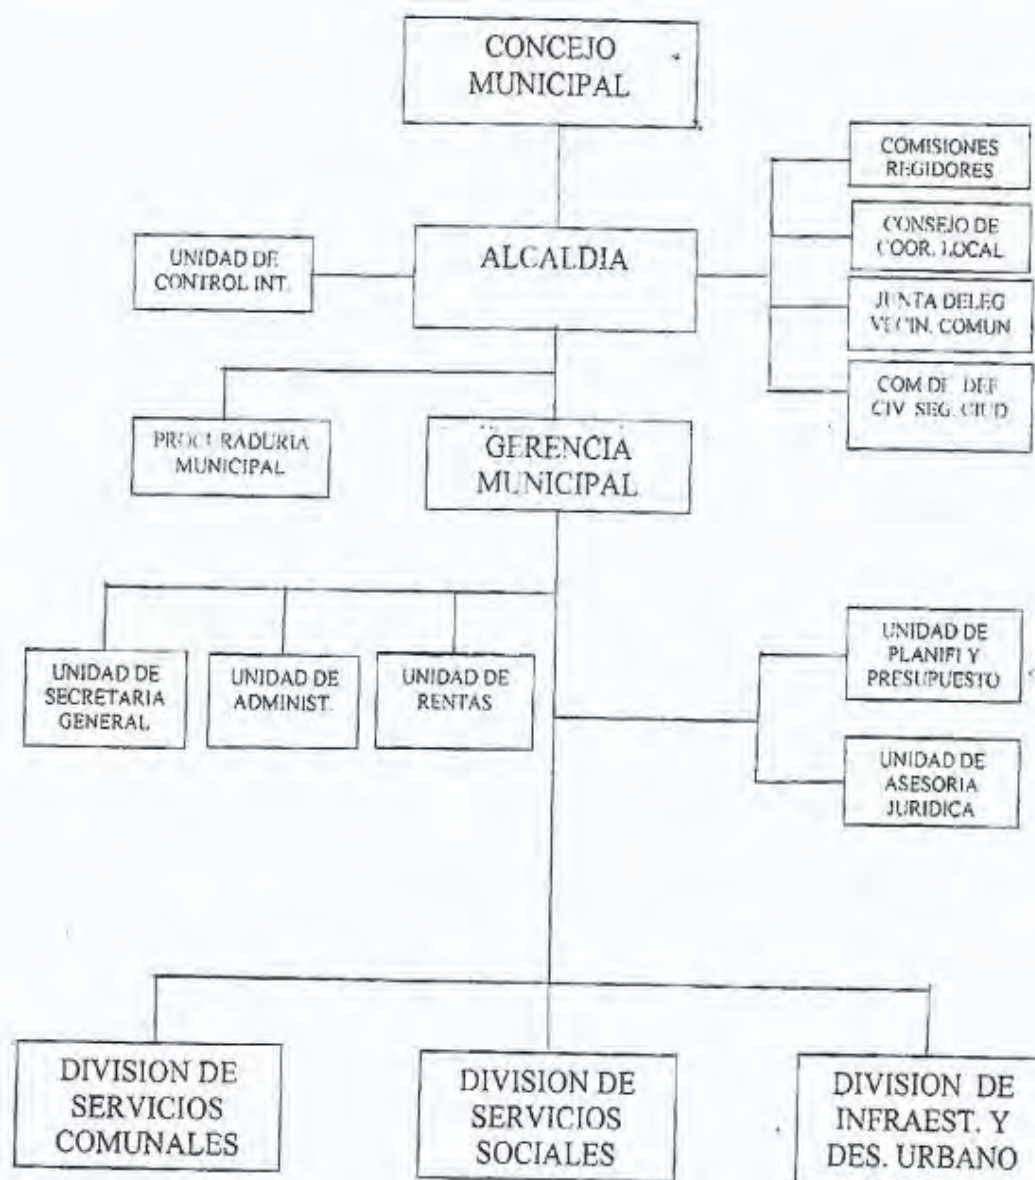 CONCEJO
MUNICIPAL
COMISIONES
REGIDORES
CONSEJO DE
COOR. LOCAL
UNIDAD DE
CONTROL INT.
ALCALDIA
JUNTA DELEG
VECIN. COMUN
COM DE DEF
CIV. SEG. CIUD
PROCURADURIA
MUNICIPAL
GERENCIA
MUNICIPAL
UNIDAD DE
SECRETARIA
GENERAL
UNIDAD DE
ADMINIST.
UNIDAD DE
RENTAS
UNIDAD DE
PLANIFI Y
PRESUPUESTO
UNIDAD DE
ASESORIA
JURIDICA
DIVISION DE
SERVICIOS
COMUNALES
DIVISION DE
SERVICIOS
SOCIALES
DIVISION DE
INFRAEST. Y
DES. URBANO